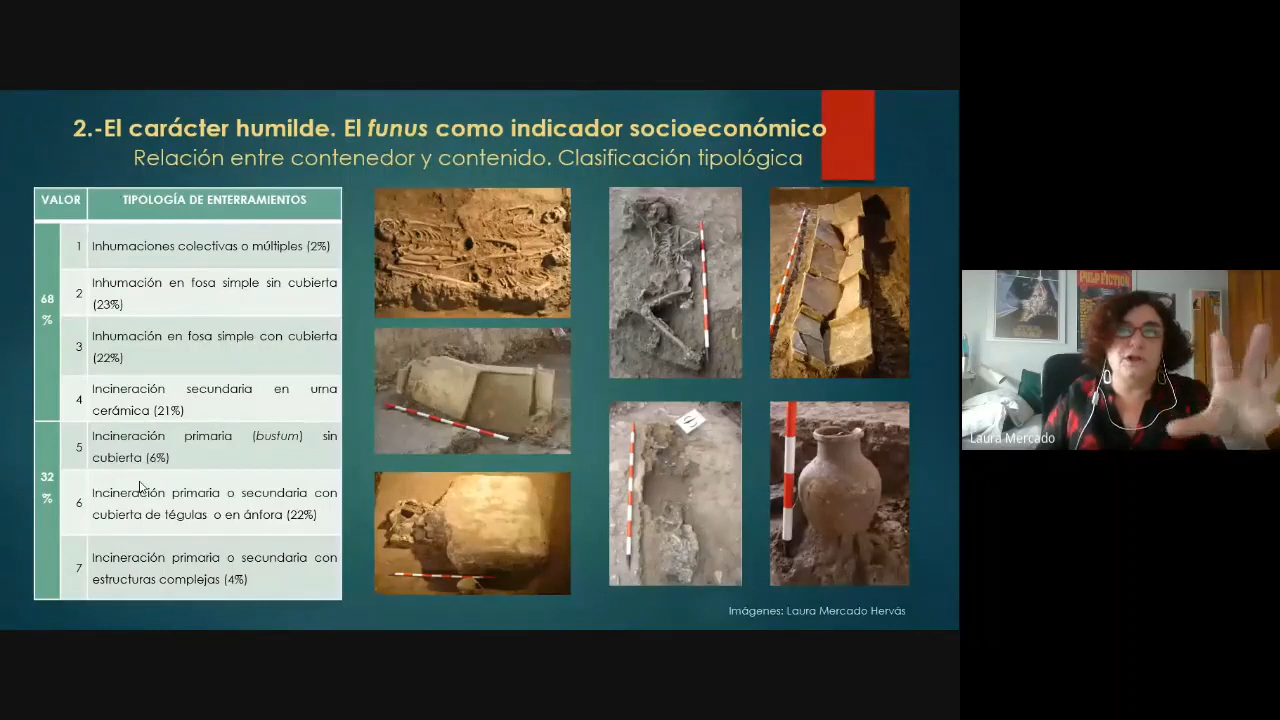 2.-El carácter humilde. El funus como indicador socioeconómico
Relación entre contenedor y contenido. Clasificación tipológica
VALOR
TIPOLOGÍA DE ENTERRAMIENTOS
68
%
1
Inhumaciones colectivas o múltiples (2%)
2
Inhumación en fosa simple sin cubierta
(23%)
3
Inhumación en fosa simple con cubierta
(22%)
4
Incineración secundaria en urna
cerámica (21%)
32
%
5
Incineración primaria (bustum) sin
cubierta (6%)
6
Incineración primaria o secundaria con
cubierta de tégulas o en ánfora (22%)
7
Incineración primaria o secundaria con
estructuras complejas (4%)
Imágenes: Laura Mercado Hervás
PULP FICTION
STAR
WARS
Laura Mercado